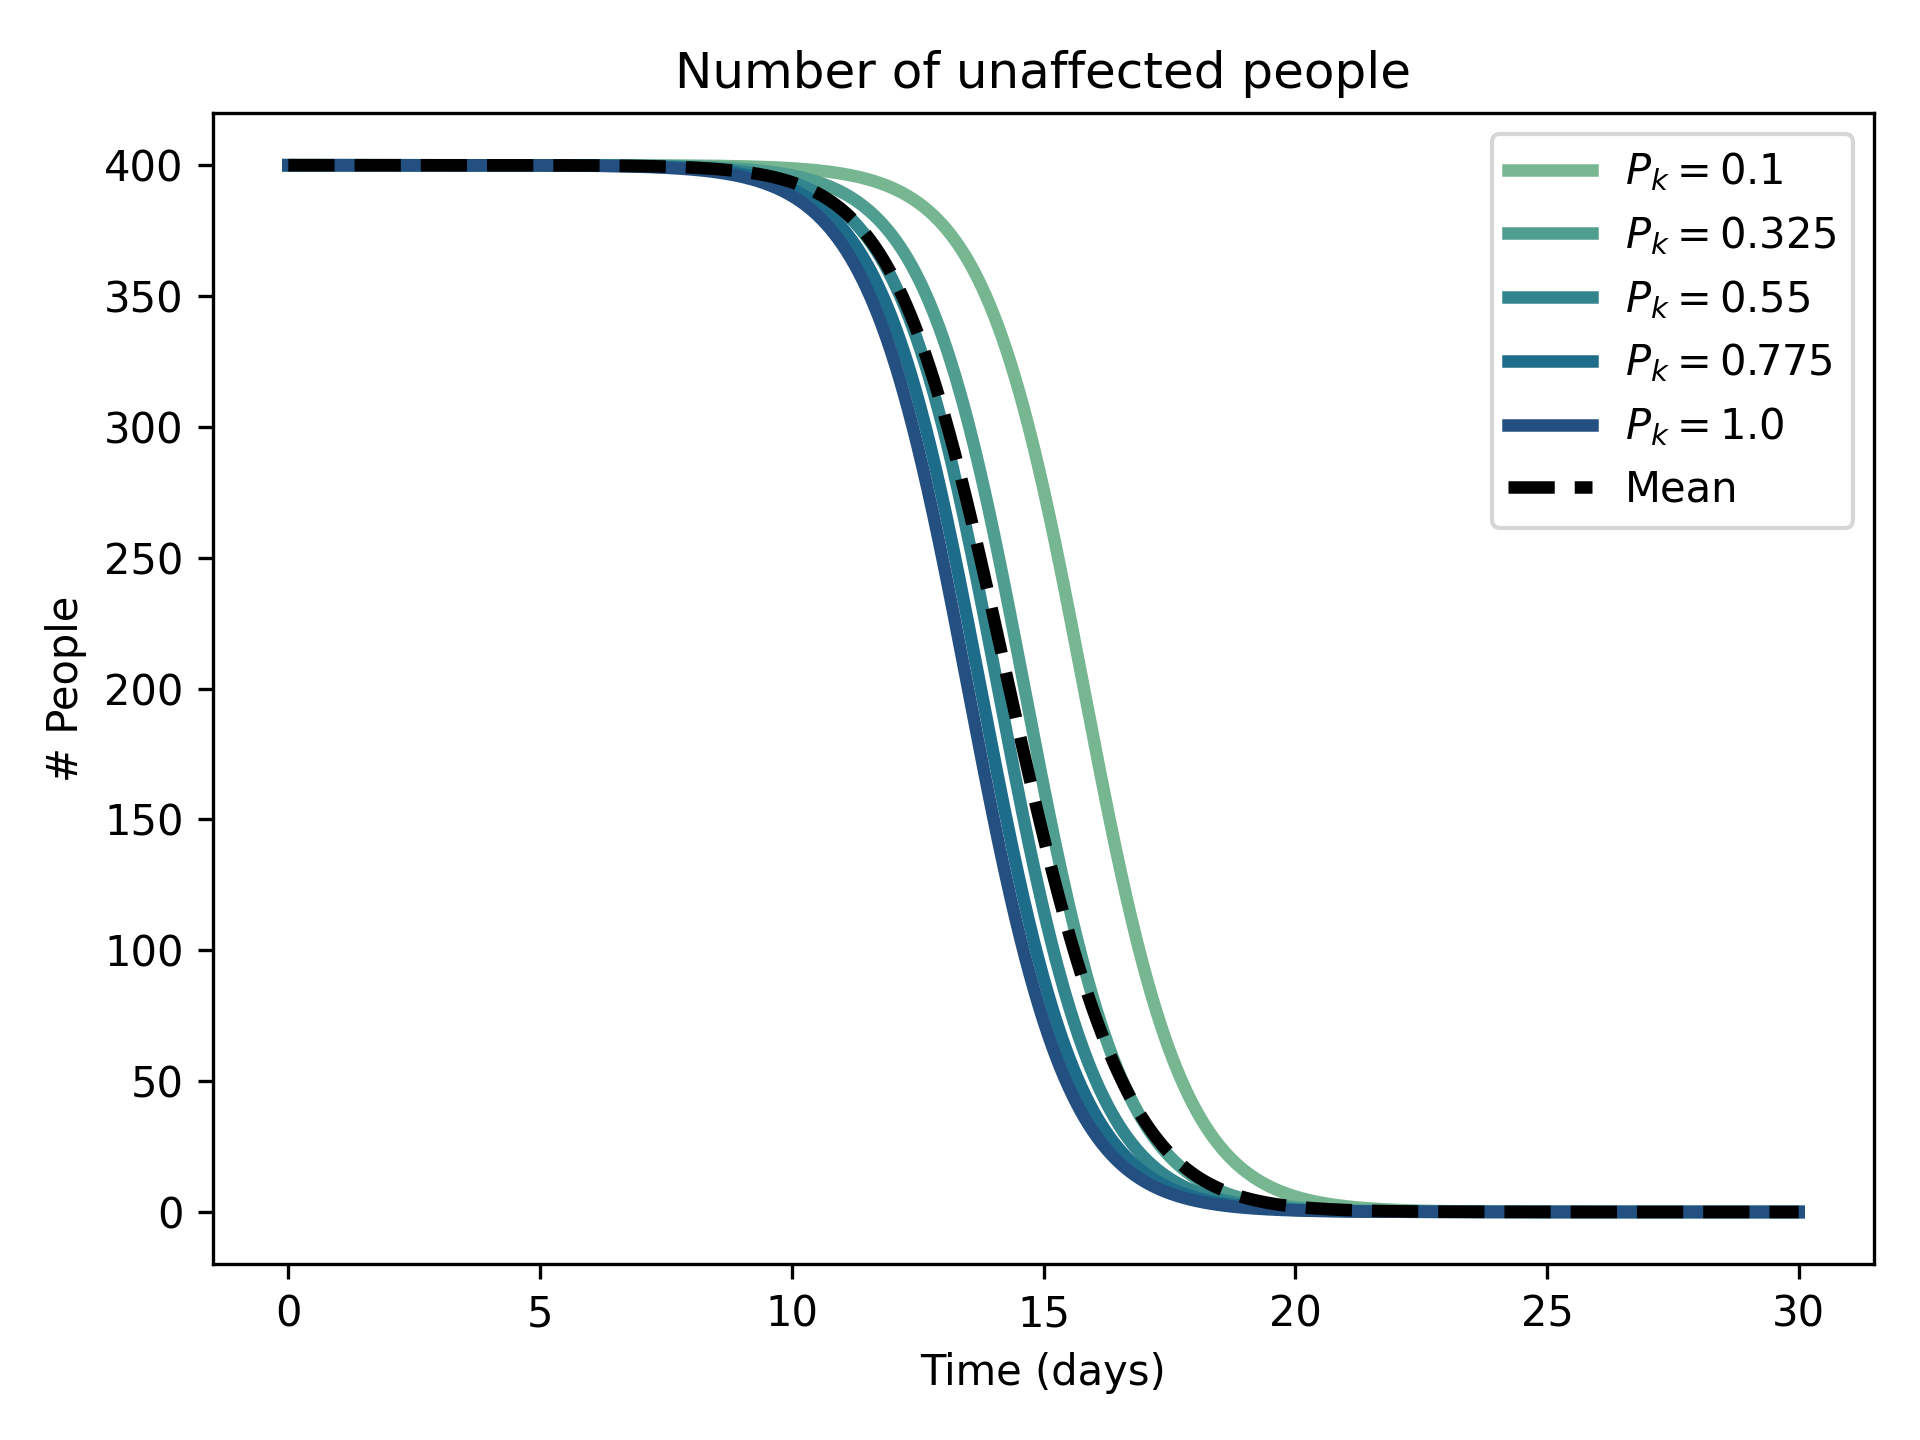 Number of unaffected people
# People
400
350
300
250
200
150
100
50
0
0 5 10 15 20 25 30
Time (days)
P_k = 0.1
P_k = 0.325
P_k = 0.55
P_k = 0.775
P_k = 1.0
Mean